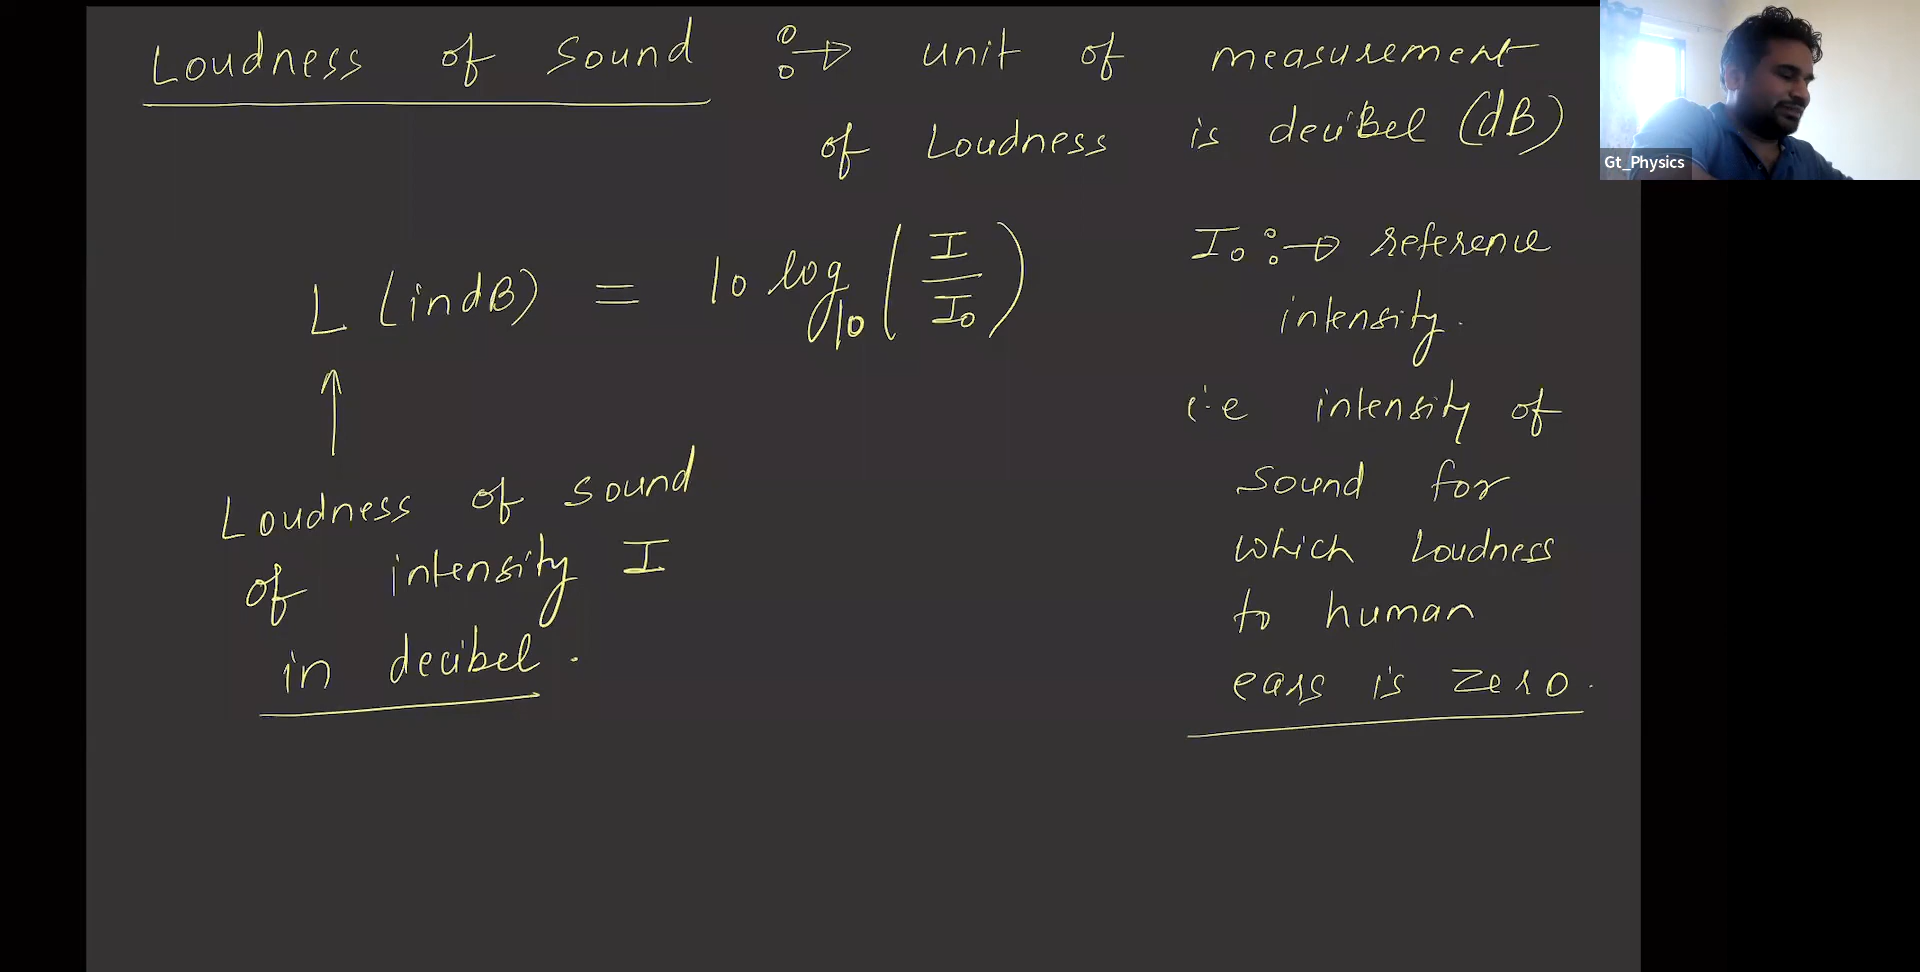 Loudness of Sound :→ unit of measurement
of Loudness is decibel (dB)
Gt_Physics
L (in dB) = 10 log₁₀ (I/I₀)
I₀ :→ reference
intensity.
i.e intensity of
sound for
which loudness
to human
ears is zero.
↑
Loudness of sound
of intensity I
in decibel.